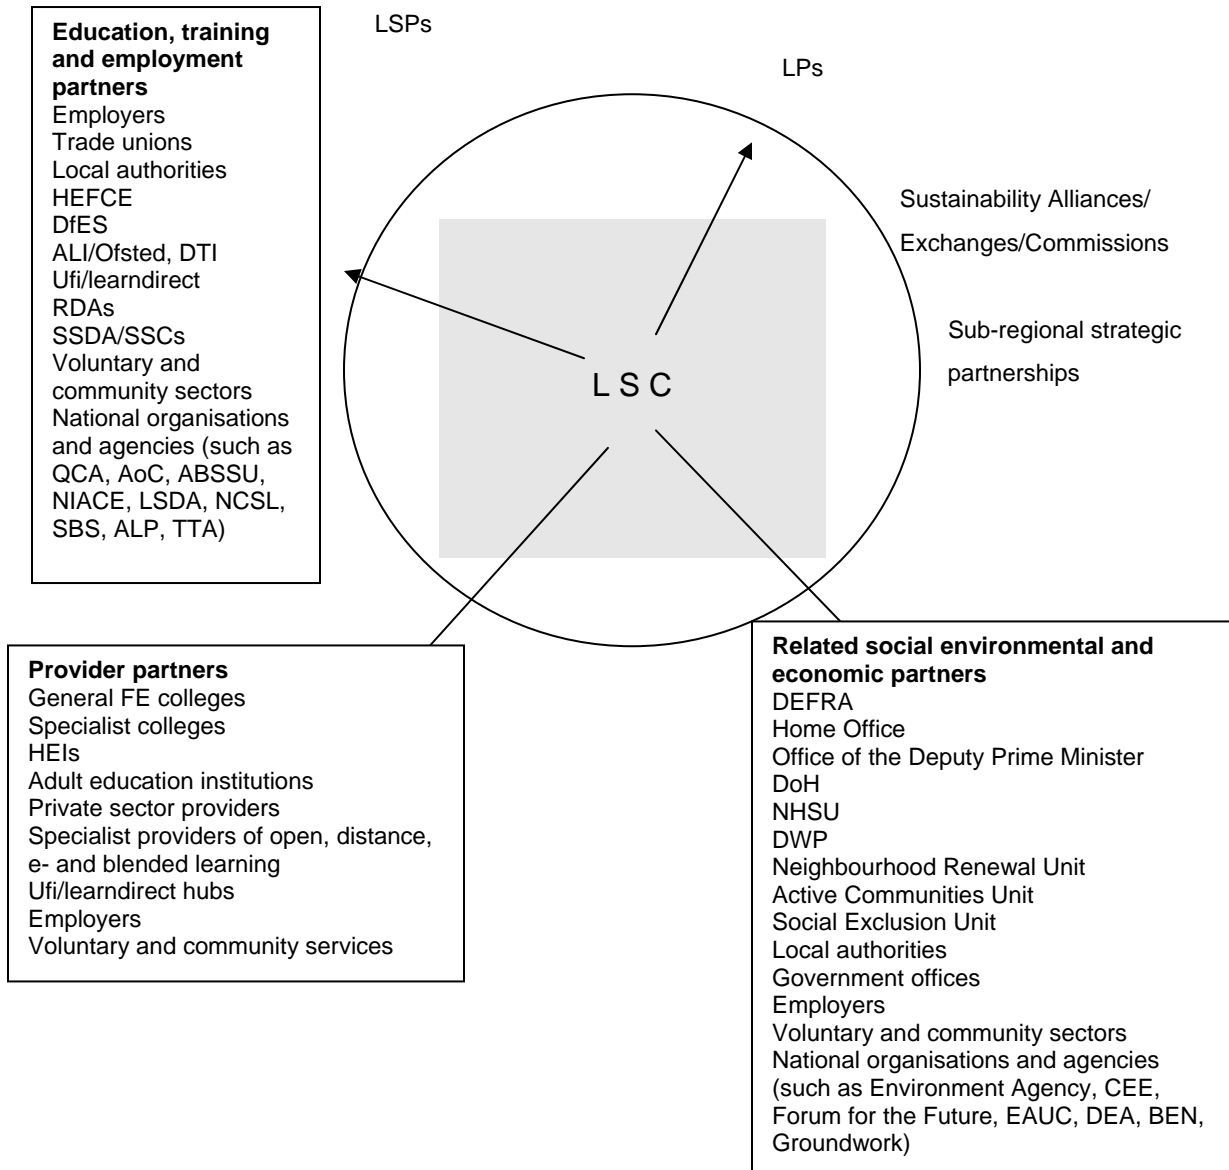 Education, training
and employment
partners
Employers
Trade unions
Local authorities
HEFCE
DfES
ALI/Ofsted, DTI
Ufi/learndirect
RDAs
SSDA/SSCs
Voluntary and
community sectors
National organisations
and agencies (such as
QCA, AoC, ABSSU,
NIACE, LSDA, NCSL,
SBS, ALP, TTA)
LSPs
LPs
Sustainability Alliances/
Exchanges/Commissions
Sub-regional strategic
partnerships
L S C
Provider partners
General FE colleges
Specialist colleges
HEIs
Adult education institutions
Private sector providers
Specialist providers of open, distance,
e- and blended learning
Ufi/learndirect hubs
Employers
Voluntary and community services
Related social environmental and
economic partners
DEFRA
Home Office
Office of the Deputy Prime Minister
DoH
NHSU
DWP
Neighbourhood Renewal Unit
Active Communities Unit
Social Exclusion Unit
Local authorities
Government offices
Employers
Voluntary and community sectors
National organisations and agencies
(such as Environment Agency, CEE,
Forum for the Future, EAUC, DEA, BEN,
Groundwork)